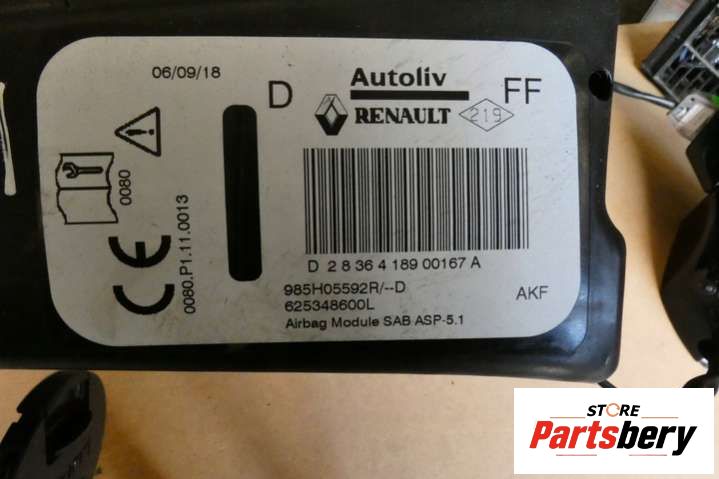 06/09/18
D
Autoliv
FF
RENAULT
219
0080
0080.P1.11.0013
CE
D 2 8 36 4 189 00167 A
985H05592R/--D
625348600L
AKF
Airbag Module SAB ASP-5.1
STORE
Partsbery